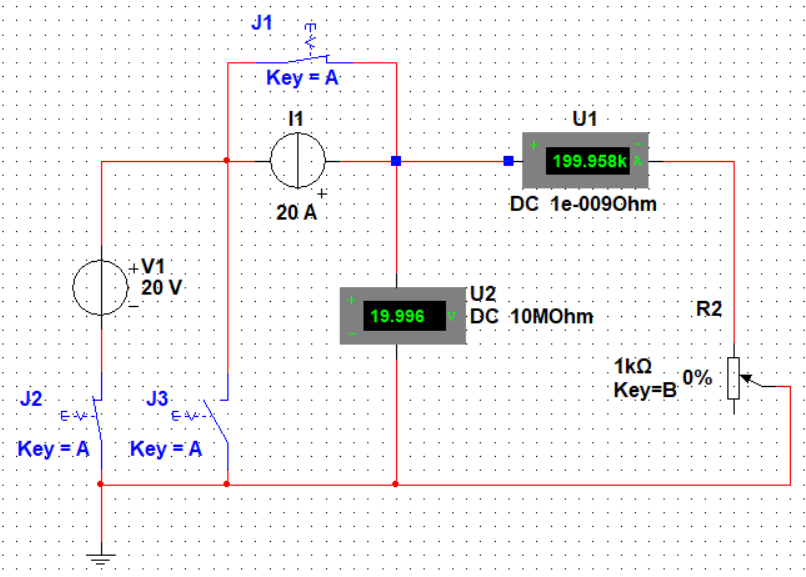 J1
Key = A
I1
20 A
U1
+
-
199.958k A
DC 1e-009Ohm
+
V1
20 V
-
+
-
19.996 V
U2
DC 10MOhm
R2
1kΩ
Key=B
0%
J2
Key = A
J3
Key = A
+